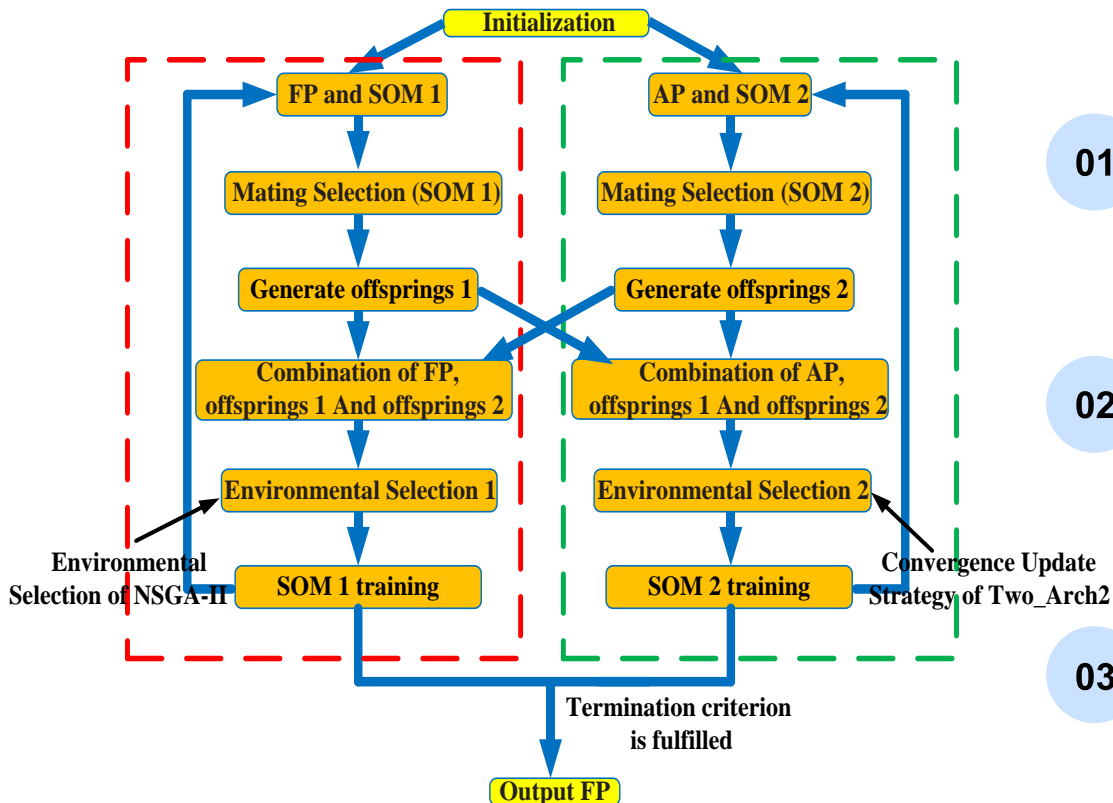 Initialization
FP and SOM 1
AP and SOM 2
01
Mating Selection (SOM 1)
Mating Selection (SOM 2)
Generate offsprings 1
Generate offsprings 2
Combination of FP,
offsprings 1 And offsprings 2
Combination of AP,
offsprings 1 And offsprings 2
02
Environmental Selection 1
Environmental Selection 2
Environmental
Selection of NSGA-II
SOM 1 training
SOM 2 training
Convergence Update
Strategy of Two_Arch2
03
Termination criterion
is fulfilled
Output FP